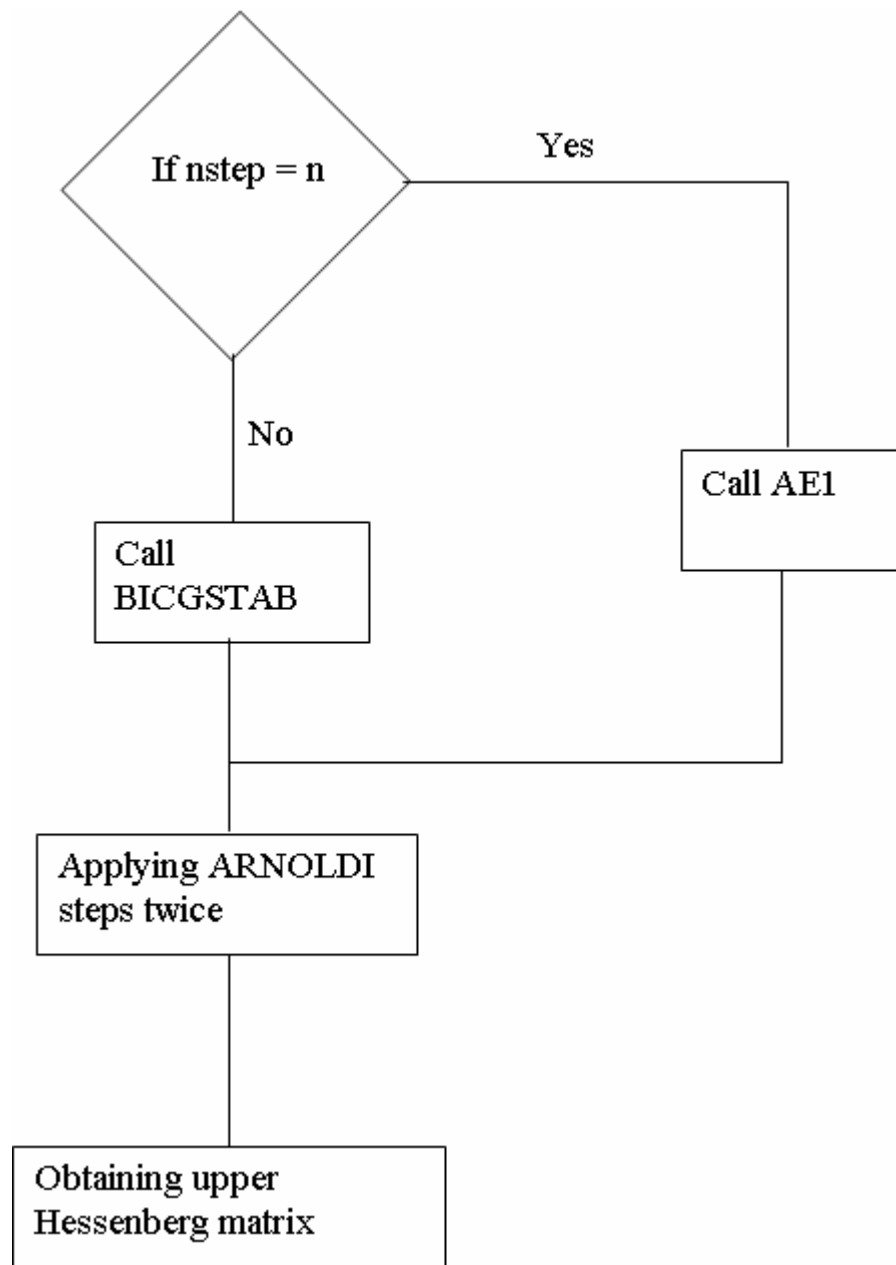 If nstep = n
Yes
No
Call AE1
Call
BICGSTAB
Applying ARNOLDI
steps twice
Obtaining upper
Hessenberg matrix